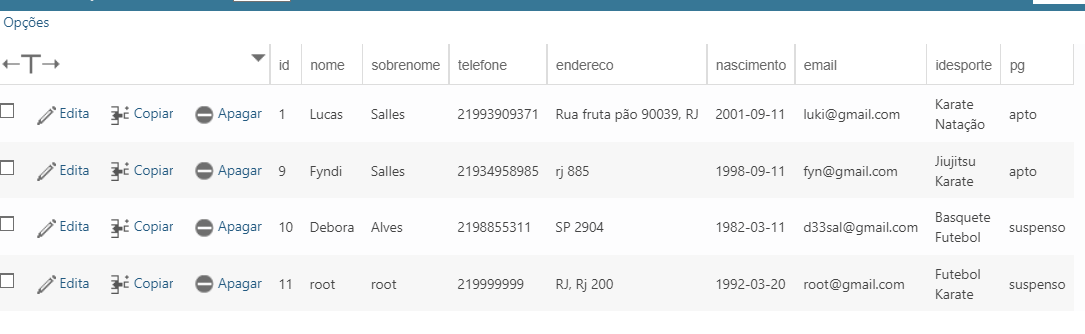 Opções
id nome sobrenome telefone endereco nascimento email idesporte pg
Edita Copiar Apagar 1 Lucas Salles 21993909371 Rua fruta pão 90039, RJ 2001-09-11 luki@gmail.com Karate Natação apto
Edita Copiar Apagar 9 Fyndi Salles 21934958985 rj 885 1998-09-11 fyn@gmail.com Jiujitsu Karate apto
Edita Copiar Apagar 10 Debora Alves 2198855311 SP 2904 1982-03-11 d33sal@gmail.com Basquete Futebol suspenso
Edita Copiar Apagar 11 root root 219999999 RJ, Rj 200 1992-03-20 root@gmail.com Futebol Karate suspenso